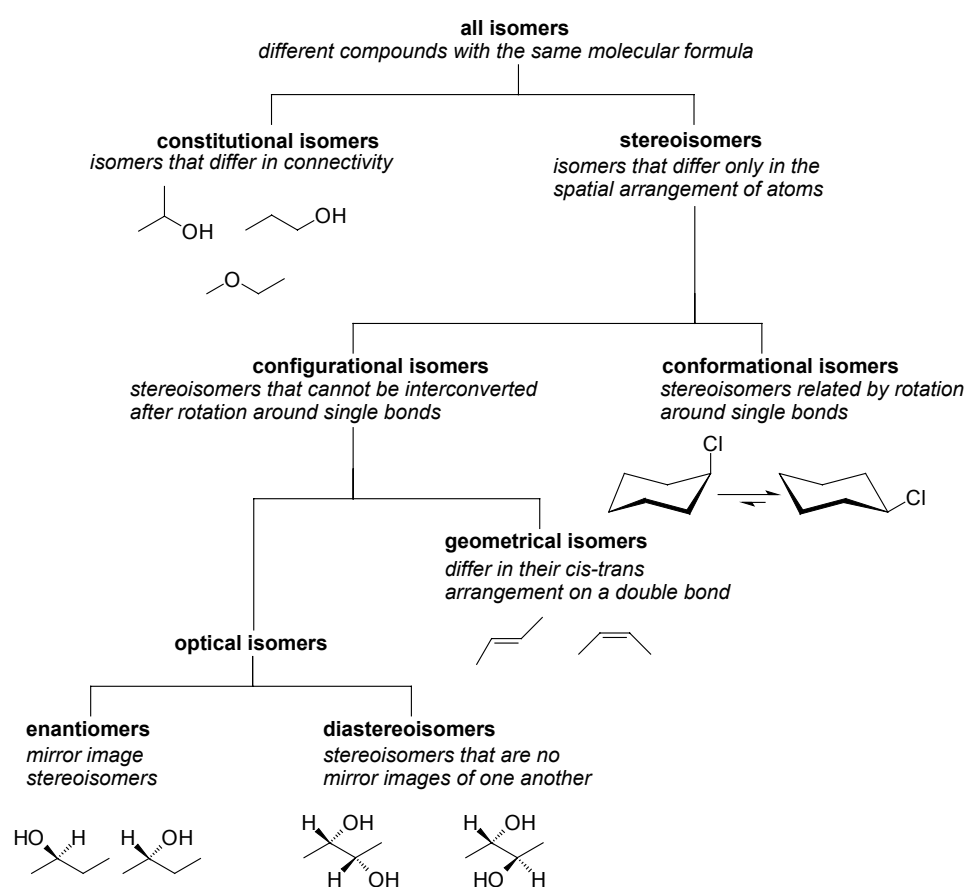 all isomers
different compounds with the same molecular formula
constitutional isomers
isomers that differ in connectivity
OH
OH
O
stereoisomers
isomers that differ only in the
spatial arrangement of atoms
configurational isomers
stereoisomers that cannot be interconverted
after rotation around single bonds
conformational isomers
stereoisomers related by rotation
around single bonds
Cl
Cl
geometrical isomers
differ in their cis-trans
arrangement on a double bond
optical isomers
enantiomers
mirror image
stereoisomers
diastereoisomers
stereoisomers that are no
mirror images of one another
HO H
H OH
H OH
H OH
H OH
HO H